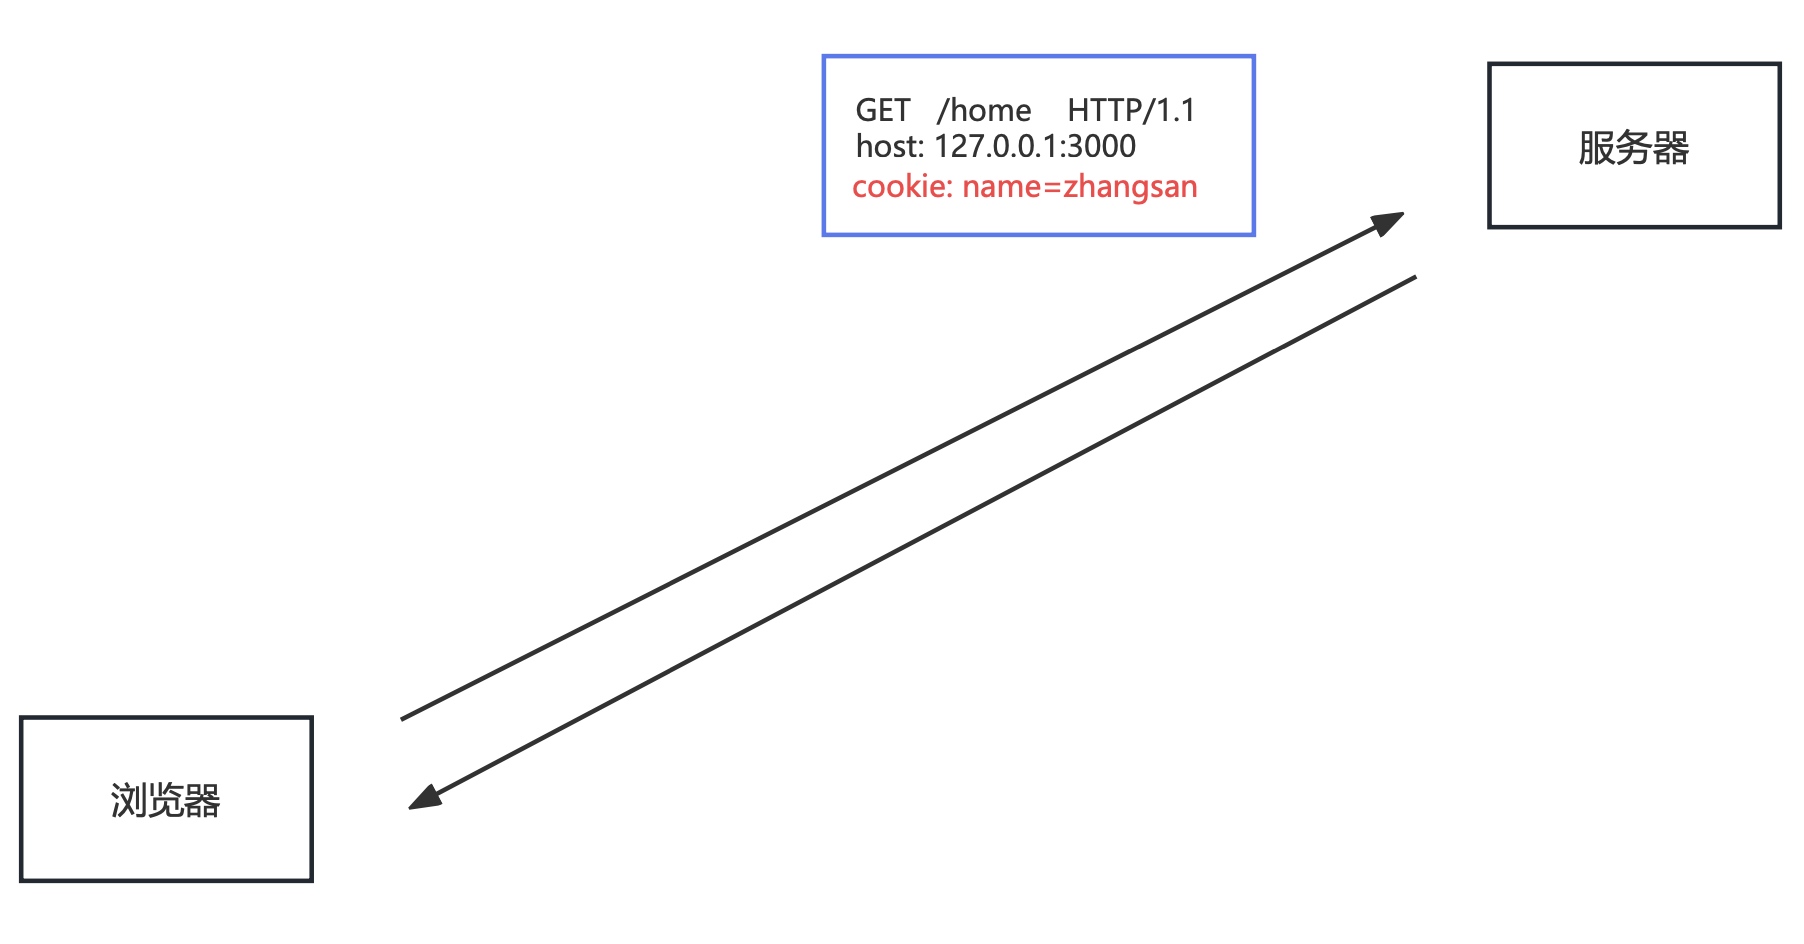 GET /home HTTP/1.1
host: 127.0.0.1:3000
cookie: name=zhangsan
服务器
浏览器